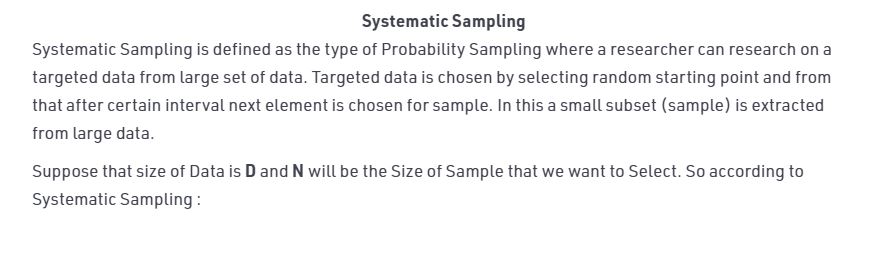 Systematic Sampling
Systematic Sampling is defined as the type of Probability Sampling where a researcher can research on a
targeted data from large set of data. Targeted data is chosen by selecting random starting point and from
that after certain interval next element is chosen for sample. In this a small subset (sample) is extracted
from large data.
Suppose that size of Data is D and N will be the Size of Sample that we want to Select. So according to
Systematic Sampling :